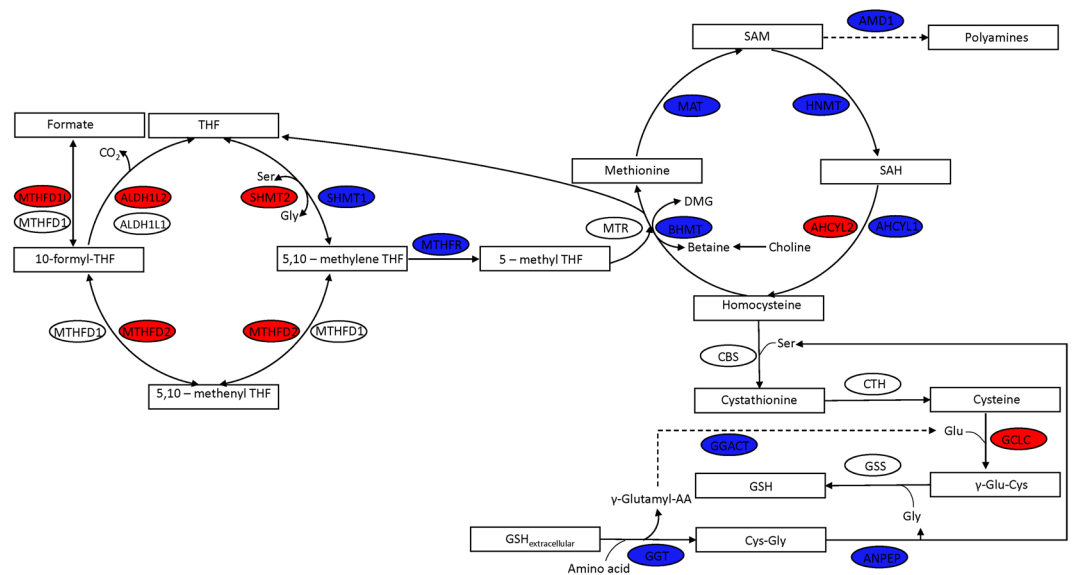 AMD1
SAM
Polyamines
MAT
HNMT
Formate
THF
CO2
Methionine
SAH
Ser
MTHFD1L
ALDH1L2
SHMT2
SHMT1
DMG
MTHFD1
ALDH1L1
Gly
MTR
BHMT
AHCYL2
AHCYL1
MTHFR
Betaine
Choline
10-formyl-THF
5,10 – methylene THF
5 – methyl THF
Homocysteine
MTHFD1
MTHFD2
MTHFD2
MTHFD1
Ser
CBS
CTH
5,10 – methenyl THF
Cystathionine
Cysteine
Glu
GCLC
GGACT
GSS
GSH
γ-Glu-Cys
γ-Glutamyl-AA
Gly
GSHextracellular
Cys-Gly
GGT
ANPEP
Amino acid